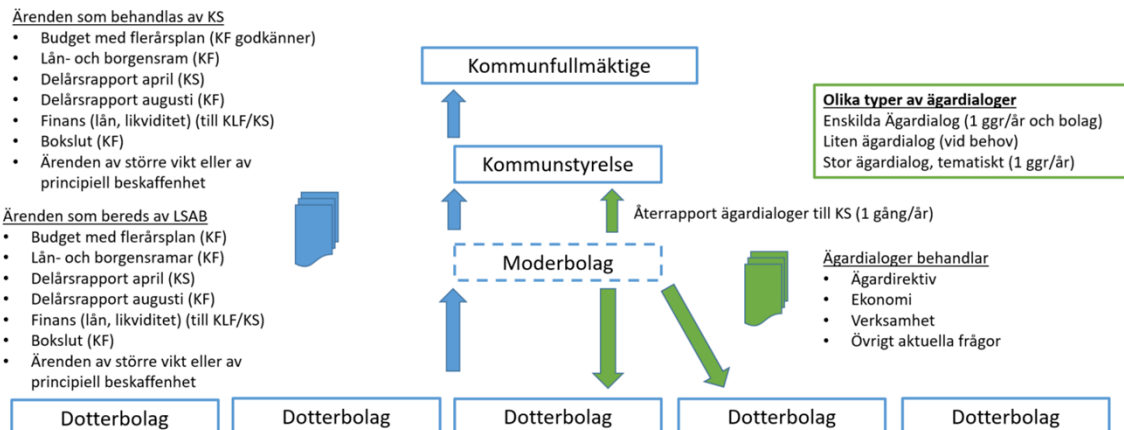 Ärenden som behandlas av KS
• Budget med flerårsplan (KF godkänner)
• Lån- och borgensram (KF)
• Delårsrapport april (KS)
• Delårsrapport augusti (KF)
• Finans (lån, likviditet) (till KLF/KS)
• Bokslut (KF)
• Ärenden av större vikt eller av
principiell beskaffenhet
Ärenden som bereds av LSAB
• Budget med flerårsplan (KF)
• Lån- och borgensramar (KF)
• Delårsrapport april (KS)
• Delårsrapport augusti (KF)
• Finans (lån, likviditet) (till KLF/KS)
• Bokslut (KF)
• Ärenden av större vikt eller av
principiell beskaffenhet
Kommunfullmäktige
Kommunstyrelse
Återrapport ägardialoger till KS (1 gång/år)
Moderbolag
Olika typer av ägardialoger
Enskilda Ägardialog (1 ggr/år och bolag)
Liten ägardialog (vid behov)
Stor ägardialog, tematiskt (1 ggr/år)
Ägardialoger behandlar
• Ägardirektiv
• Ekonomi
• Verksamhet
• Övrigt aktuella frågor
Dotterbolag
Dotterbolag
Dotterbolag
Dotterbolag
Dotterbolag